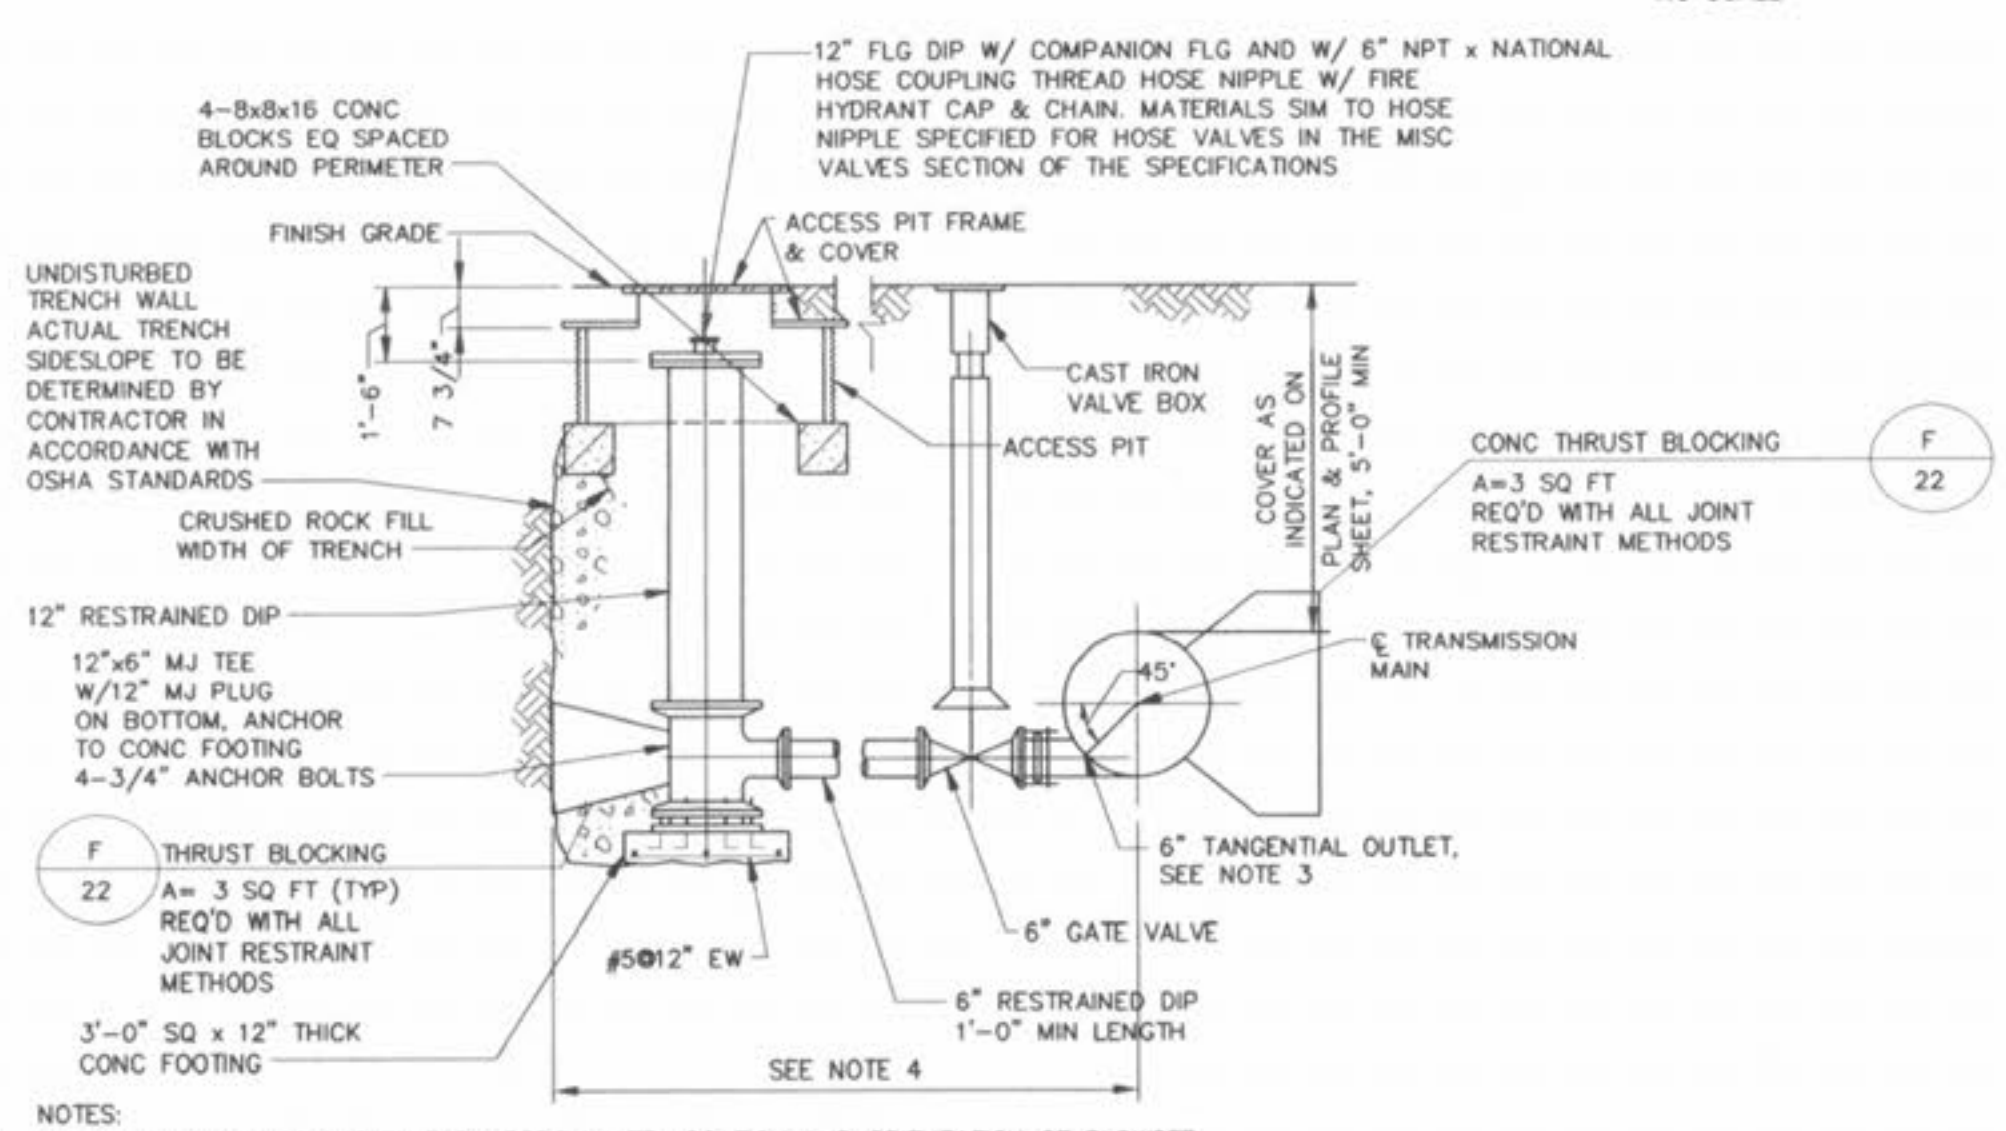 12" FLG DIP W/ COMPANION FLG AND W/ 6" NPT x NATIONAL
HOSE COUPLING THREAD HOSE NIPPLE W/ FIRE
HYDRANT CAP & CHAIN. MATERIALS SIM TO HOSE
NIPPLE SPECIFIED FOR HOSE VALVES IN THE MISC
VALVES SECTION OF THE SPECIFICATIONS
4-8x8x16 CONC
BLOCKS EQ SPACED
AROUND PERIMETER
FINISH GRADE
ACCESS PIT FRAME
& COVER
UNDISTURBED
TRENCH WALL
ACTUAL TRENCH
SIDESLOPE TO BE
DETERMINED BY
CONTRACTOR IN
ACCORDANCE WITH
OSHA STANDARDS
1'-6"
7 3/4"
CAST IRON
VALVE BOX
ACCESS PIT
COVER AS
INDICATED ON
PLAN & PROFILE
SHEET, 5'-0" MIN
CONC THRUST BLOCKING
F
22
A=3 SQ FT
REQ'D WITH ALL JOINT
RESTRAINT METHODS
CRUSHED ROCK FILL
WIDTH OF TRENCH
12" RESTRAINED DIP
12"x6" MJ TEE
W/12" MJ PLUG
ON BOTTOM, ANCHOR
TO CONC FOOTING
4-3/4" ANCHOR BOLTS
℄ TRANSMISSION
MAIN
45°
F
22
THRUST BLOCKING
A= 3 SQ FT (TYP)
REQ'D WITH ALL
JOINT RESTRAINT
METHODS
6" TANGENTIAL OUTLET,
SEE NOTE 3
6" GATE VALVE
#5@12" EW
6" RESTRAINED DIP
1'-0" MIN LENGTH
3'-0" SQ x 12" THICK
CONC FOOTING
SEE NOTE 4
NOTES: